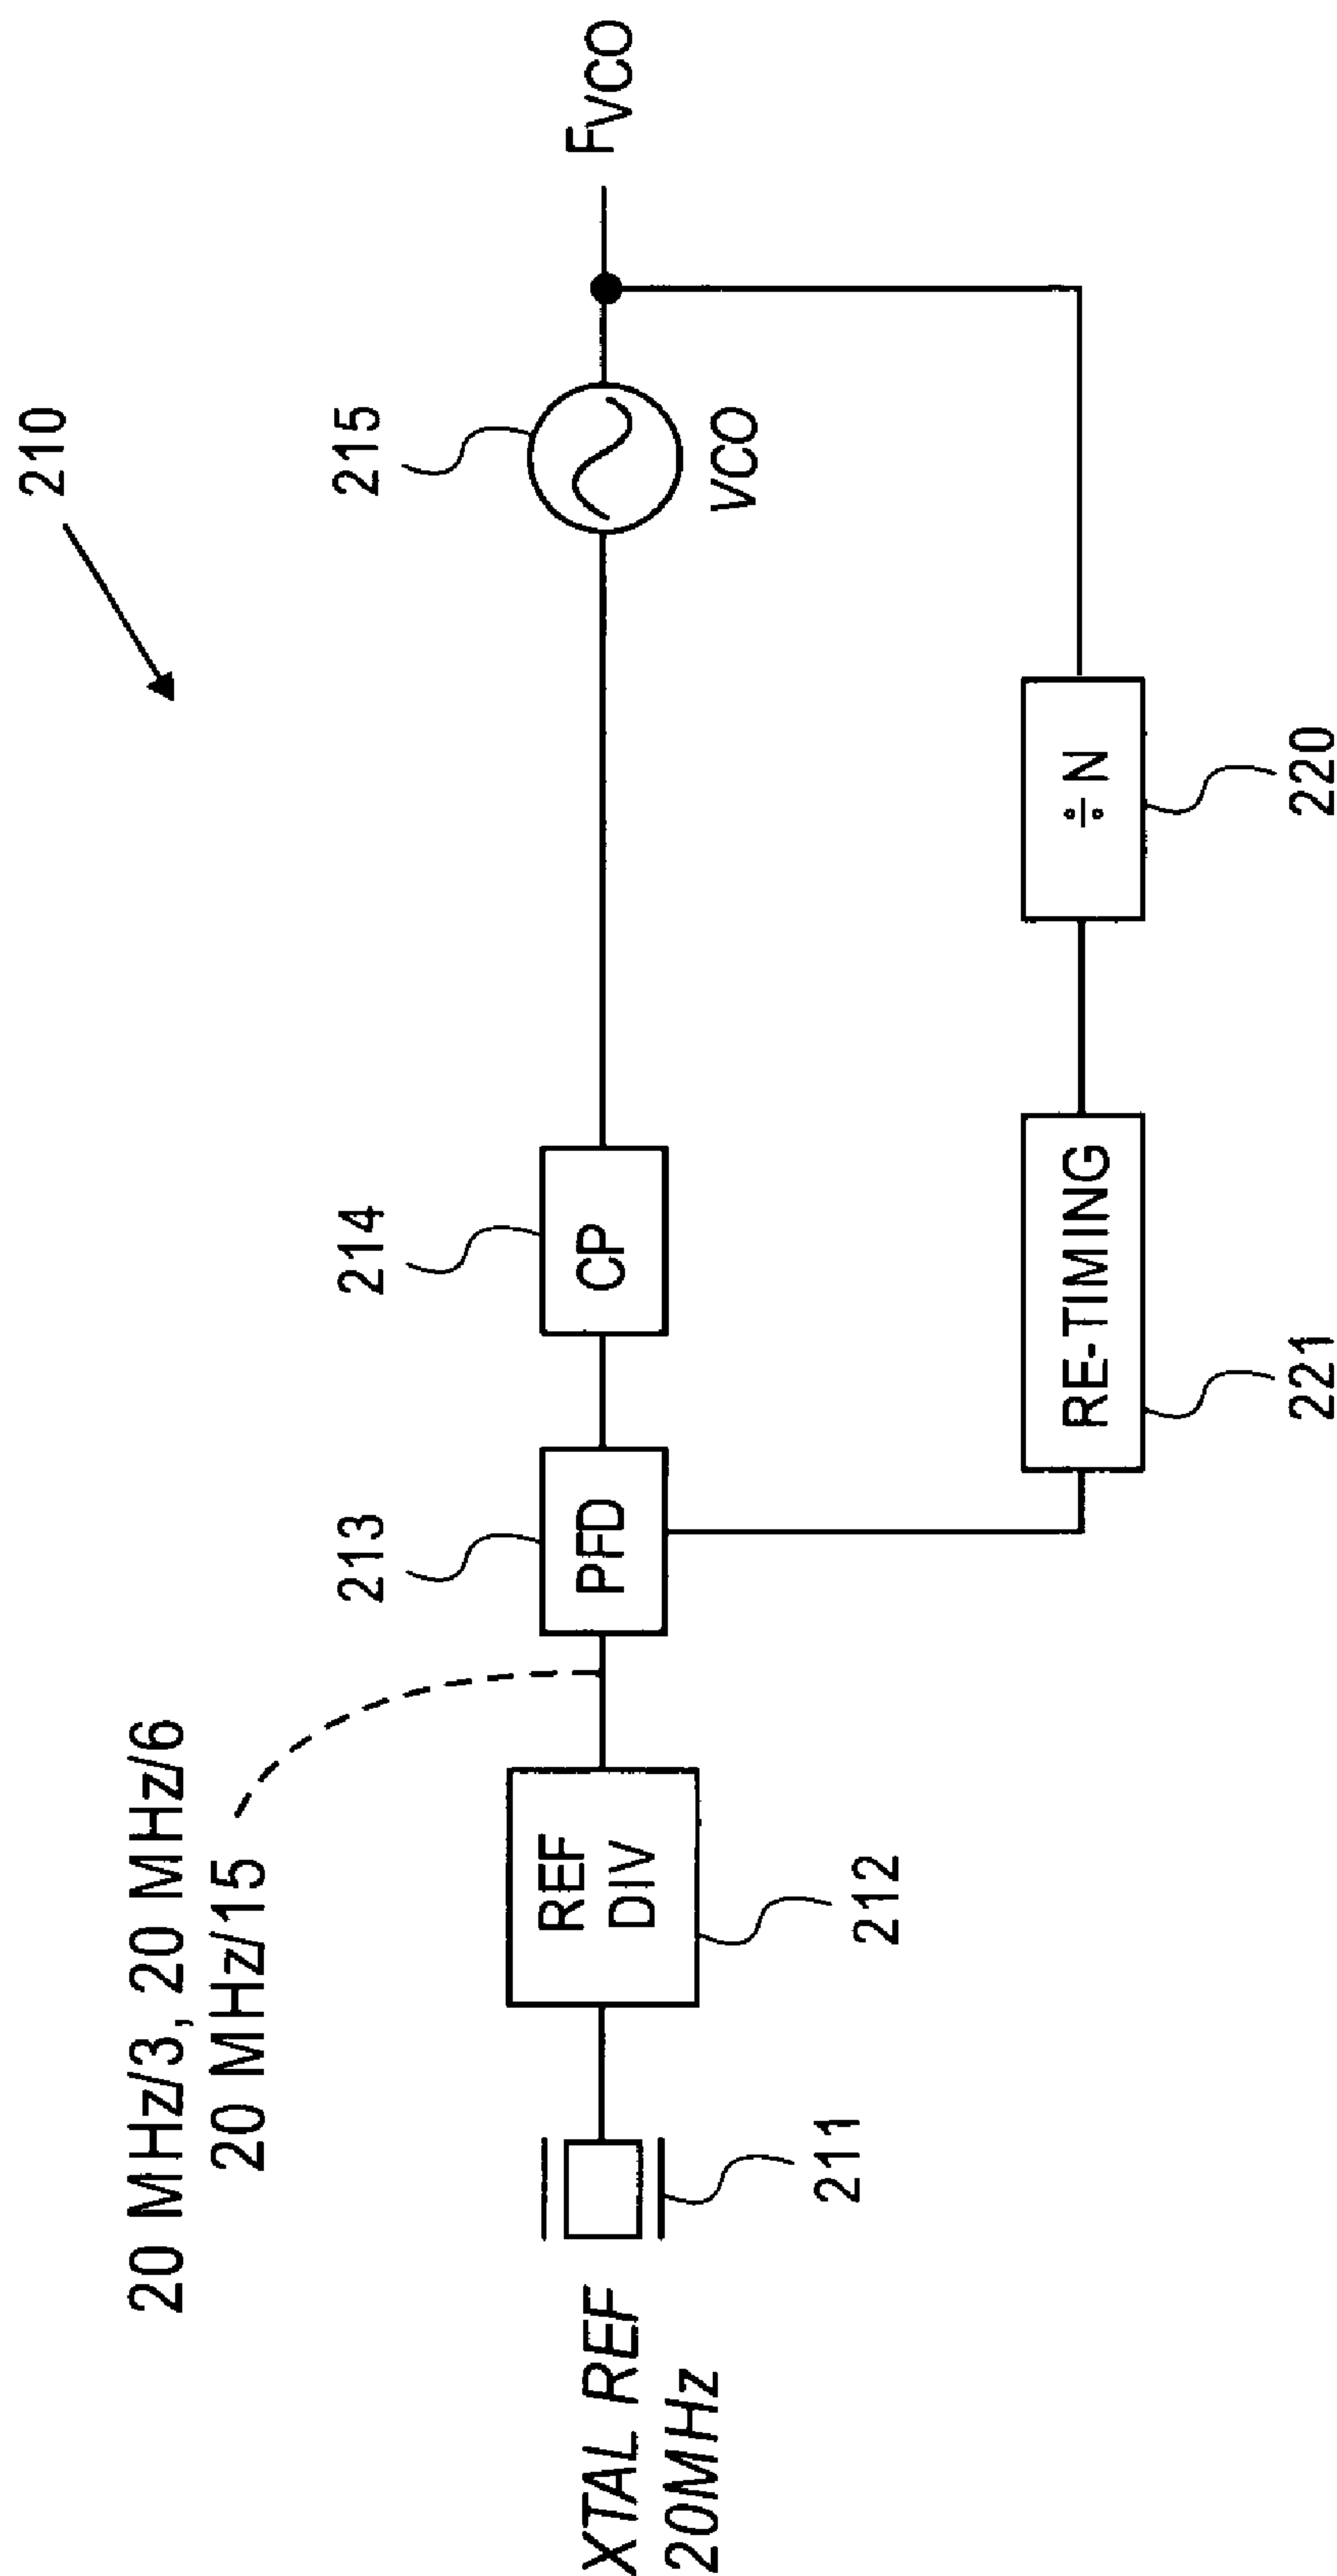 210
20 MHz/3, 20 MHz/6
20 MHz/15
213
214
215
XTAL REF
20MHz
REF
DIV
PFD
CP
VCO
FVCO
211
212
RE-TIMING
÷N
221
220